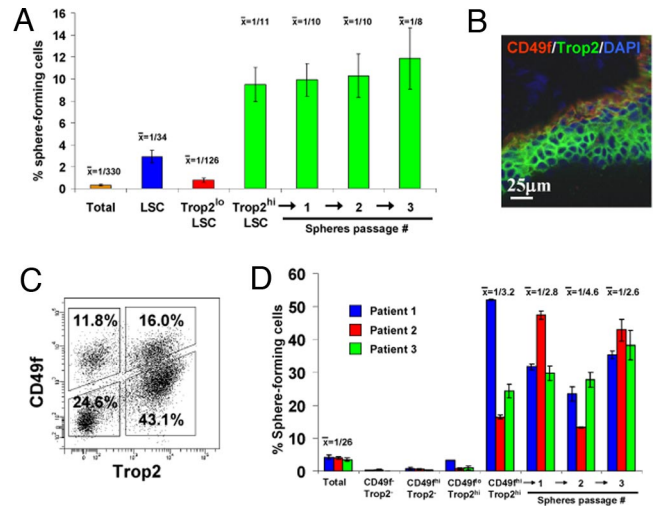 A
% sphere-forming cells
16
14
12
10
8
6
4
2
0
x̄=1/330
x̄=1/34
x̄=1/126
x̄=1/11
x̄=1/10
x̄=1/10
x̄=1/8
Total
LSC
Trop2lo LSC
Trop2hi LSC
→ 1 → 2 → 3
Spheres passage #
B
CD49f/Trop2/DAPI
25µm
C
CD49f
11.8%
16.0%
24.6%
43.1%
Trop2
D
% Sphere-forming cells
60
50
40
30
20
10
0
Patient 1
Patient 2
Patient 3
x̄=1/26
x̄=1/3.2
x̄=1/2.8
x̄=1/4.6
x̄=1/2.6
Total
CD49f- Trop2-
CD49fhi Trop2-
CD49flo Trop2hi
CD49fhi Trop2hi
→ 1 → 2 → 3
Spheres passage #